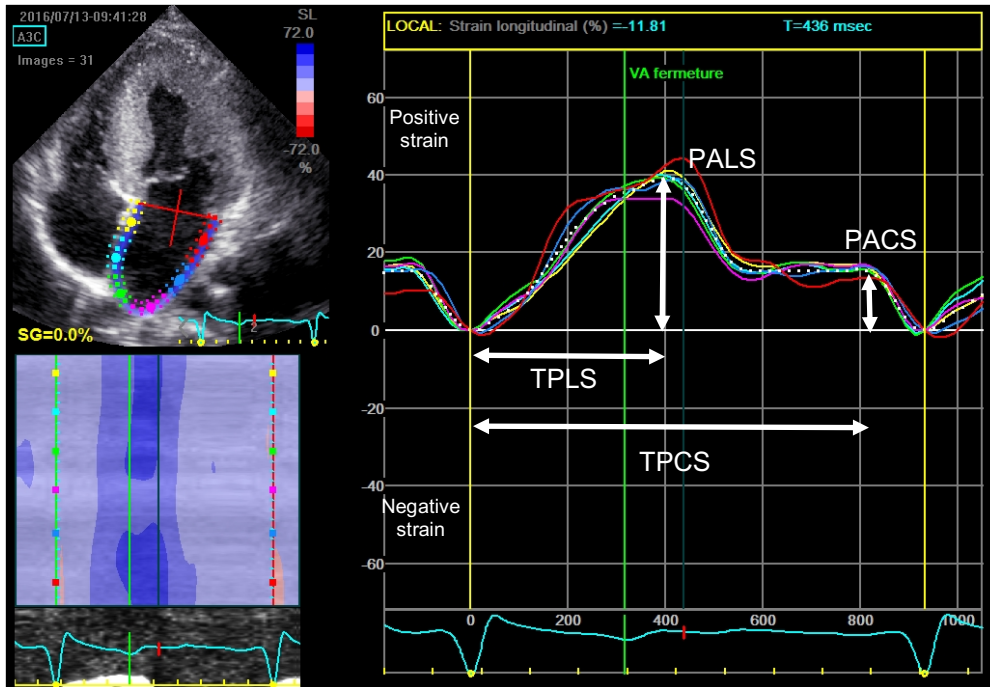 2016/07/13-09:41:28
A3C
Images = 31
SL
72.0
-72.0
%
SG=0.0%
2
LOCAL: Strain longitudinal (%) =-11.81 T=436 msec
VA fermeture
60
Positive
strain
PALS
40
PACS
20
0
TPLS
-20
TPCS
-40
Negative
strain
-60
0 200 400 600 800 1000